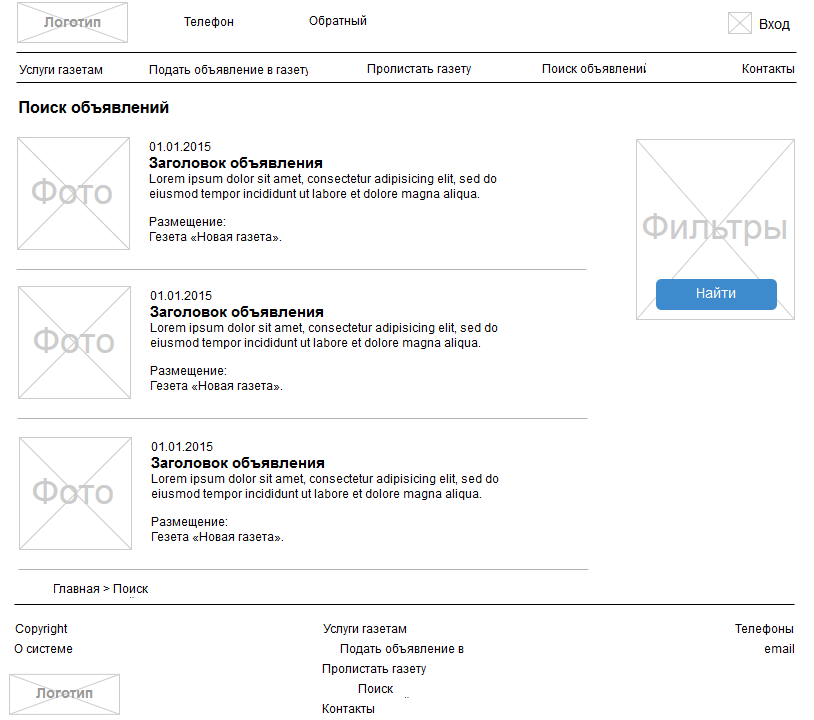 Логотип
Телефон
Обратный
Вход
Услуги газетам
Подать объявление в газету
Пролистать газету
Поиск объявлений
Контакты
Поиск объявлений
Фото
01.01.2015
Заголовок объявления
Lorem ipsum dolor sit amet, consectetur adipisicing elit, sed do
eiusmod tempor incididunt ut labore et dolore magna aliqua.
Размещение:
Гезета «Новая газета».
Фильтры
Найти
Фото
01.01.2015
Заголовок объявления
Lorem ipsum dolor sit amet, consectetur adipisicing elit, sed do
eiusmod tempor incididunt ut labore et dolore magna aliqua.
Размещение:
Гезета «Новая газета».
Фото
01.01.2015
Заголовок объявления
Lorem ipsum dolor sit amet, consectetur adipisicing elit, sed do
eiusmod tempor incididunt ut labore et dolore magna aliqua.
Размещение:
Гезета «Новая газета».
Главная > Поиск
Copyright
О системе
Логотип
Услуги газетам
Подать объявление в
Пролистать газету
Поиск
Контакты
Телефоны
email